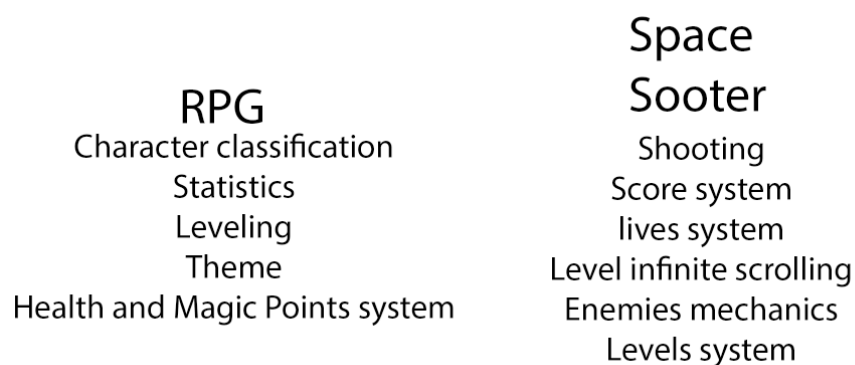 RPG
Character classification
Statistics
Leveling
Theme
Health and Magic Points system
Space
Sooter
Shooting
Score system
lives system
Level infinite scrolling
Enemies mechanics
Levels system